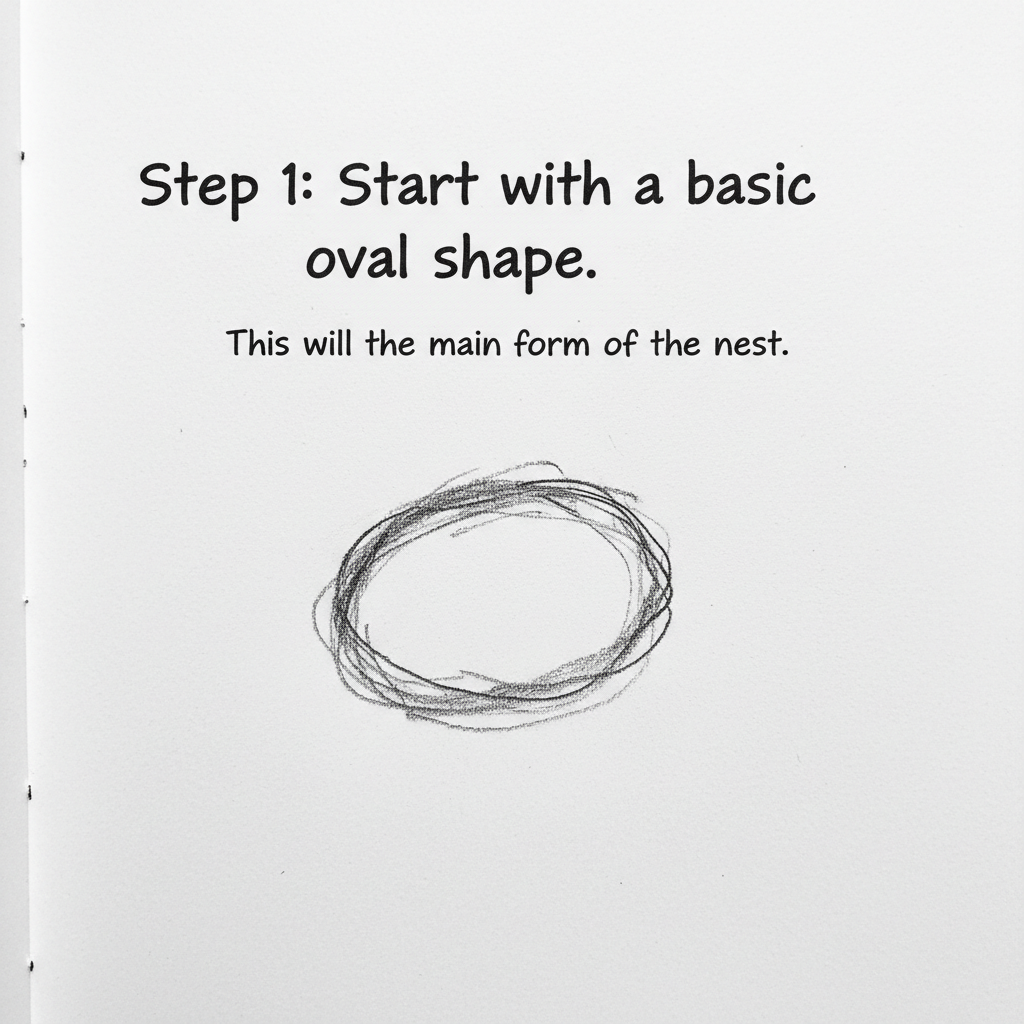 Step 1: Start with a basic
oval shape.
This will the main form of the nest.